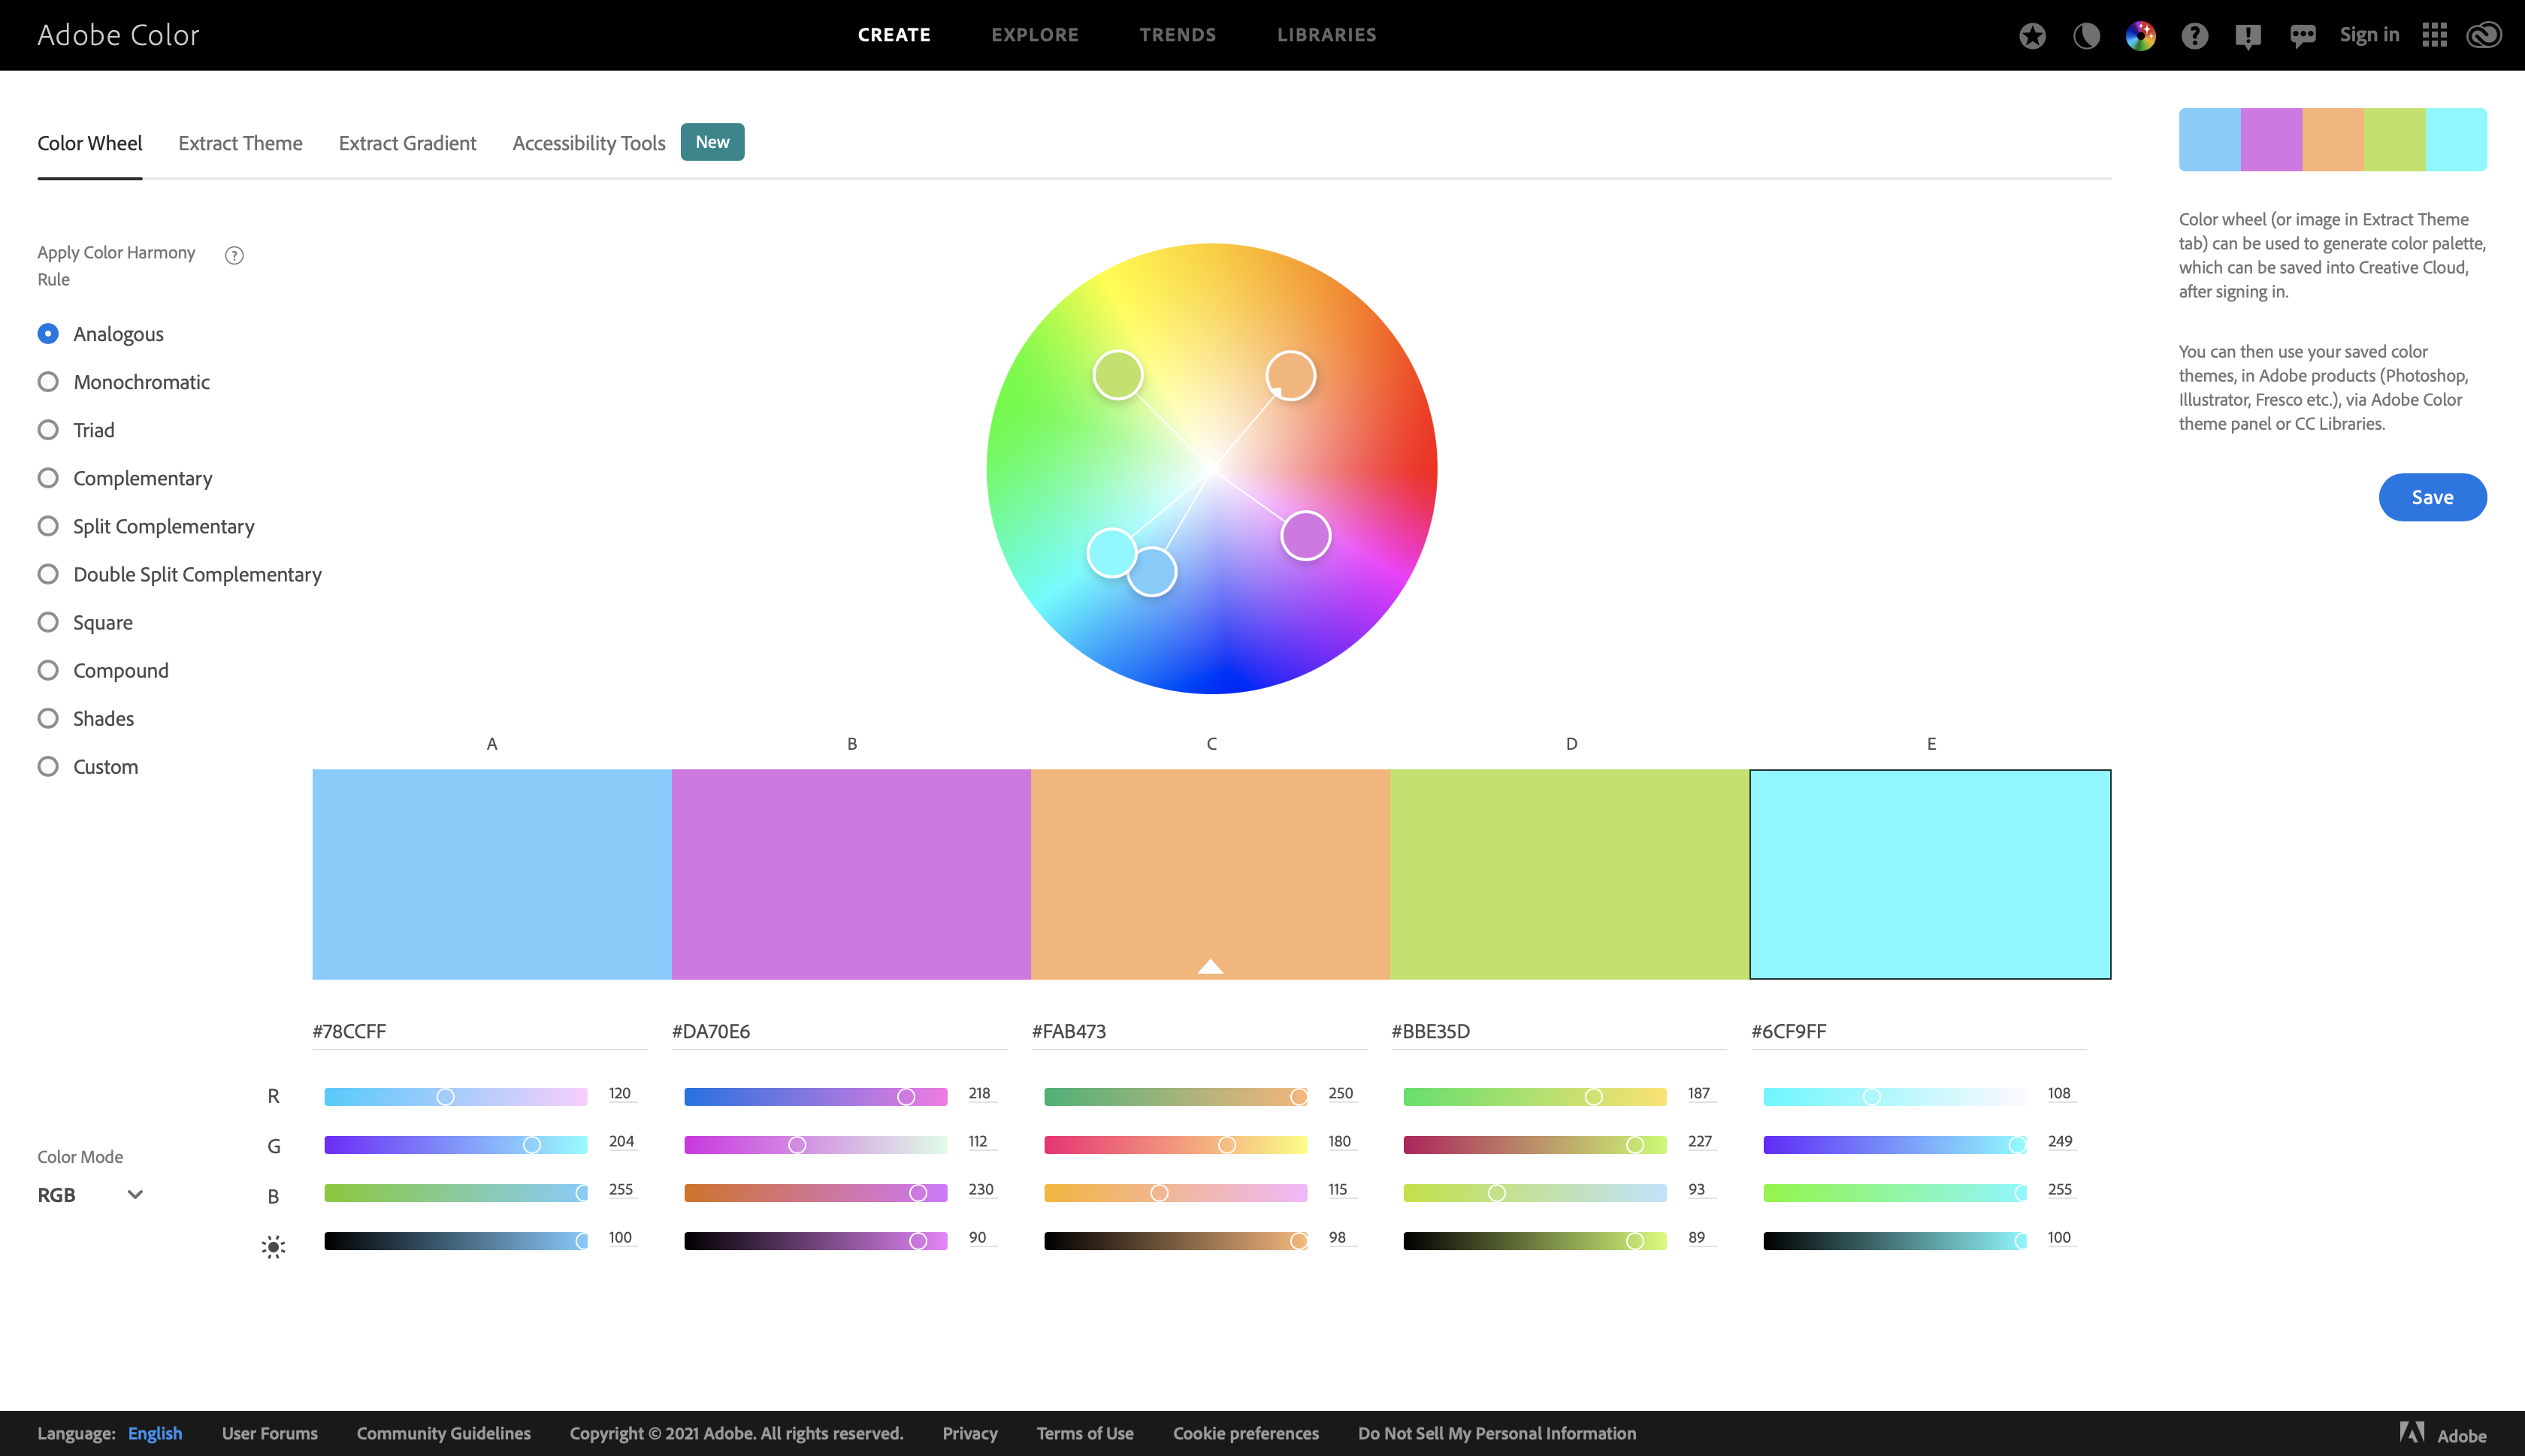 Adobe Color
CREATE EXPLORE TRENDS LIBRARIES
Sign in
Color Wheel Extract Theme Extract Gradient Accessibility Tools New
Color wheel (or image in Extract Theme
tab) can be used to generate color palette,
which can be saved into Creative Cloud,
after signing in.
You can then use your saved color
themes, in Adobe products (Photoshop,
Illustrator, Fresco etc.), via Adobe Color
theme panel or CC Libraries.
Save
Apply Color Harmony
Rule
?
Analogous
Monochromatic
Triad
Complementary
Split Complementary
Double Split Complementary
Square
Compound
Shades
Custom
A B C D E
#78CCFF #DA70E6 #FAB473 #BBE35D #6CF9FF
R 120 218 250 187 108
G 204 112 180 227 249
B 255 230 115 93 255
100 90 98 89 100
Color Mode
RGB
Language: English User Forums Community Guidelines Copyright © 2021 Adobe. All rights reserved. Privacy Terms of Use Cookie preferences Do Not Sell My Personal Information Adobe